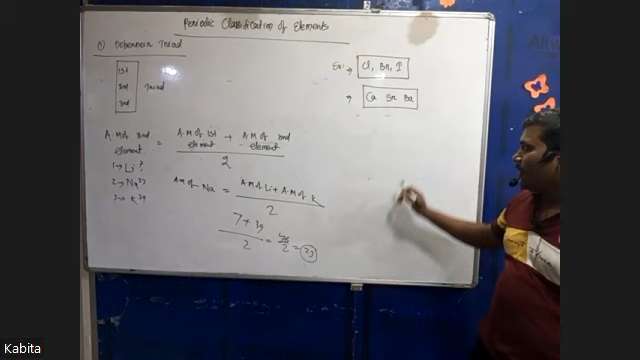 Periodic Classification of Elements
① Dobennein Triad
1st
2nd
3rd
Triad
Ex: → Cl, Br, I
→ Ca Sr Ba
A.M of 2nd element = A.M of 1st element + A.M of 3rd element
2
1 → Li 7
2 → Na 23
3 → K 39
A.M of Na = A.M of Li + A.M of K
2
7 + 39
2
= 46
2
= 23
Kabita